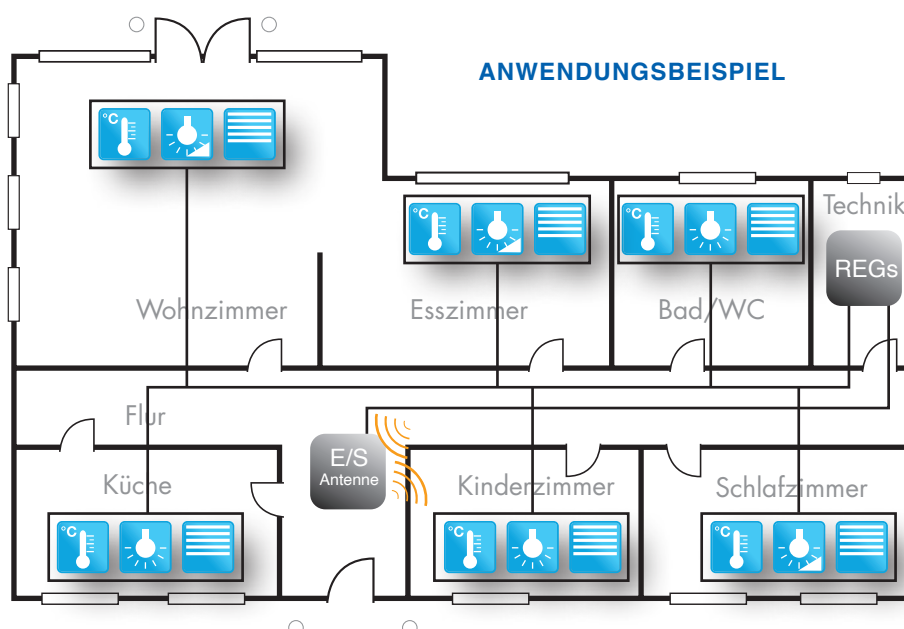 ANWENDUNGSBEISPIEL
°C
°C
°C
Technik
REGs
Wohnzimmer
Esszimmer
Bad/WC
Flur
E/S
Antenne
Küche
Kinderzimmer
Schlafzimmer
°C
°C
°C